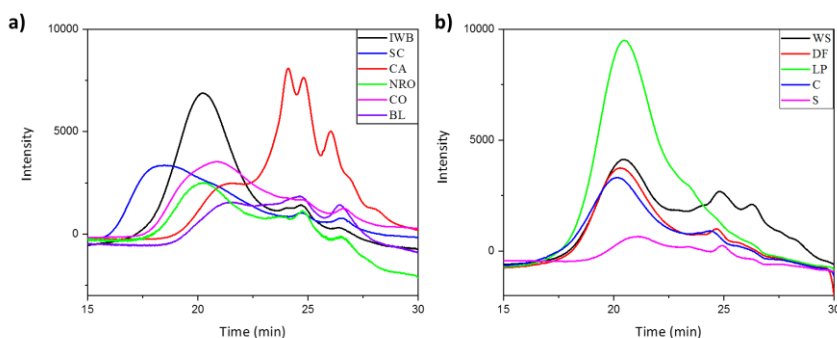 a)
10000
5000
0
Intensity
15
20
25
30
Time (min)
IWB
SC
CA
NRO
CO
BL
b)
10000
5000
0
Intensity
15
20
25
30
Time (min)
WS
DF
LP
C
S